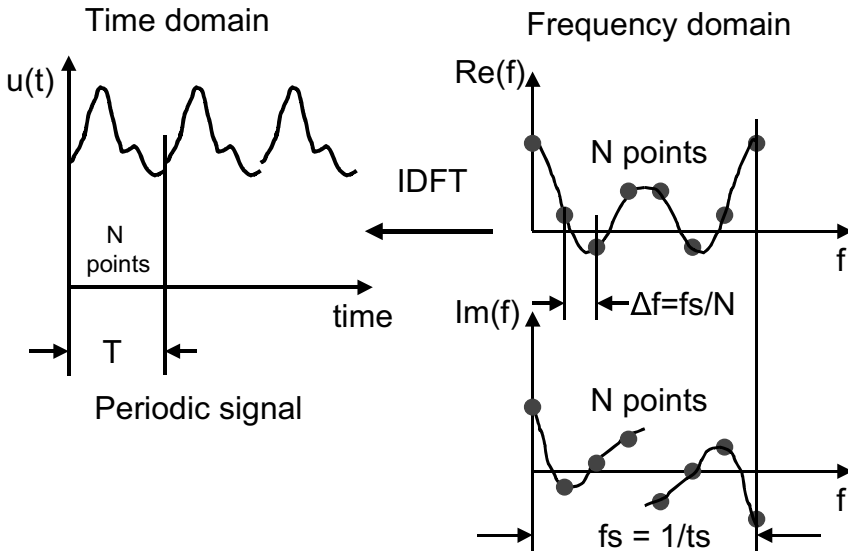 Time domain
u(t)
N
points
time
T
Periodic signal
IDFT
Frequency domain
Re(f)
N points
f
Δf=fs/N
Im(f)
N points
f
fs = 1/ts